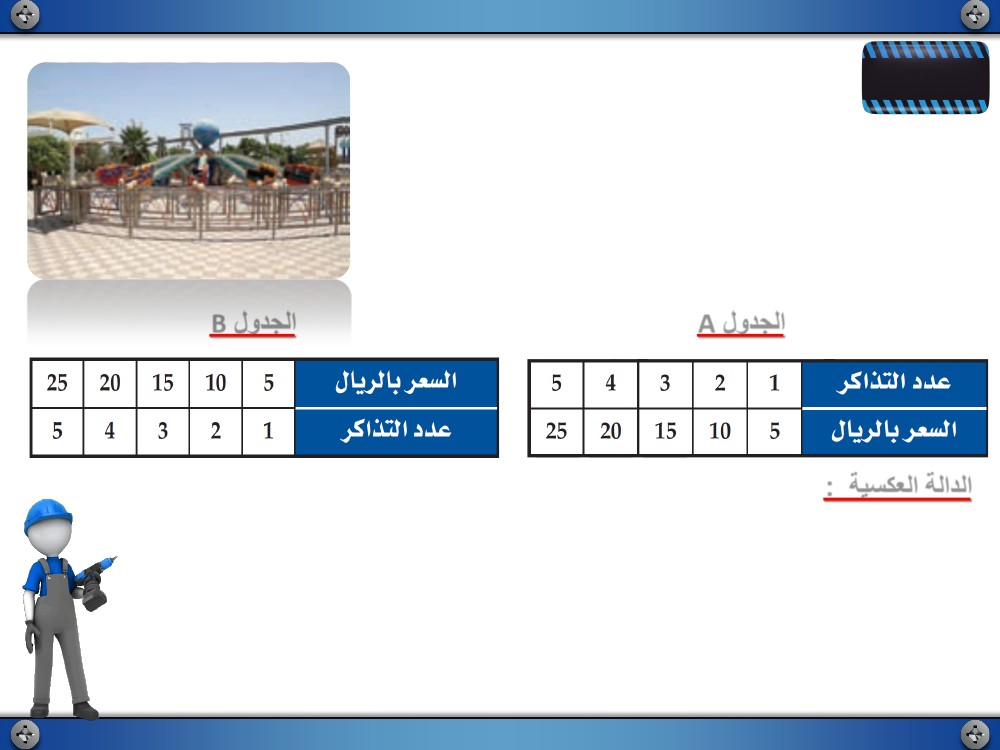 الجدول A
عدد التذاكر 1 2 3 4 5
السعر بالريال 5 10 15 20 25
الجدول B
السعر بالريال 5 10 15 20 25
عدد التذاكر 1 2 3 4 5
الدالة العكسية :